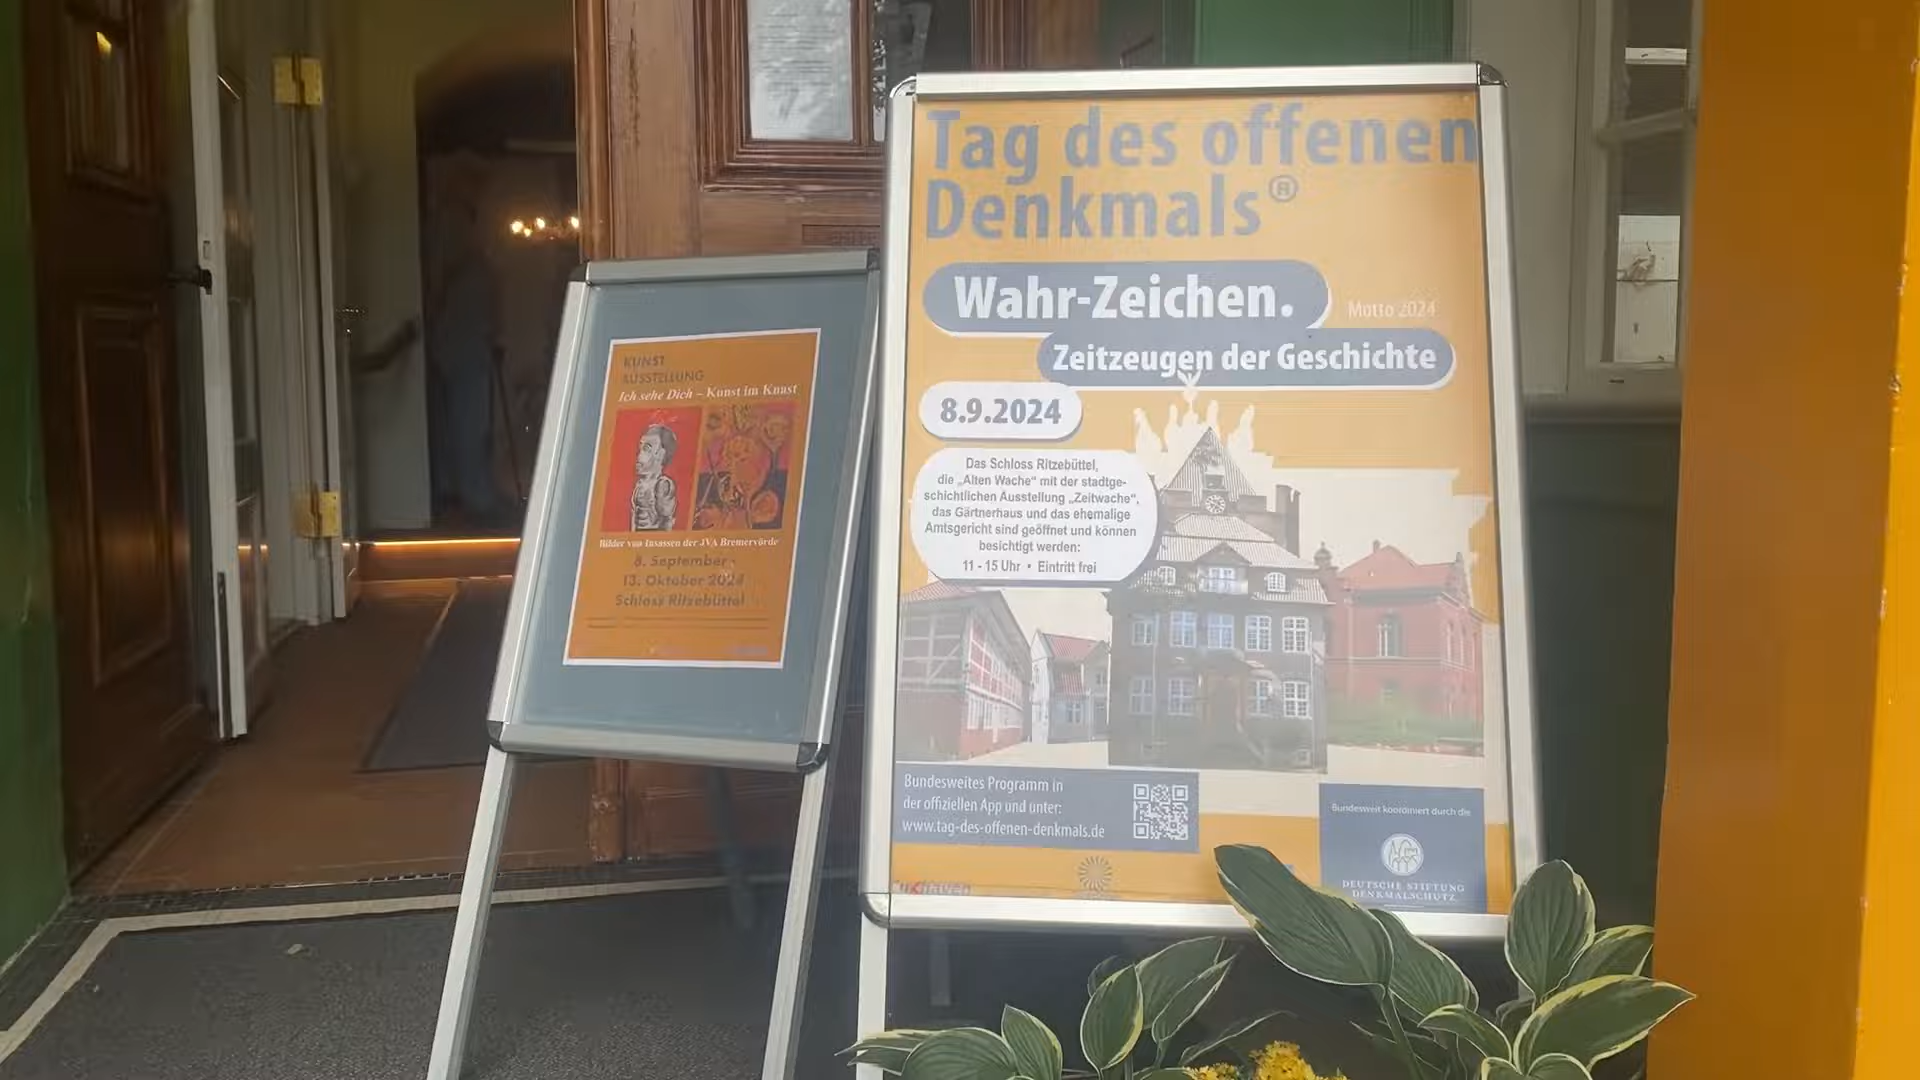 KUNST
AUSSTELLUNG
Ich sehe Dich – Kunst im Knast
Bilder von Insassen der JVA Bremervörde
8. September -
13. Oktober 2024
Schloss Ritzebüttel
Tag des offenen
Denkmals®
Wahr-Zeichen.
Motto 2024
Zeitzeugen der Geschichte
8.9.2024
Das Schloss Ritzebüttel,
die „Alten Wache“ mit der stadtge-
schichtlichen Ausstellung „Zeitwache“,
das Gärtnerhaus und das ehemalige
Amtsgericht sind geöffnet und können
besichtigt werden:
11 - 15 Uhr • Eintritt frei
Bundesweites Programm in
der offiziellen App und unter:
www.tag-des-offenen-denkmals.de
Bundesweit koordiniert durch die
DEUTSCHE STIFTUNG
DENKMALSCHUTZ